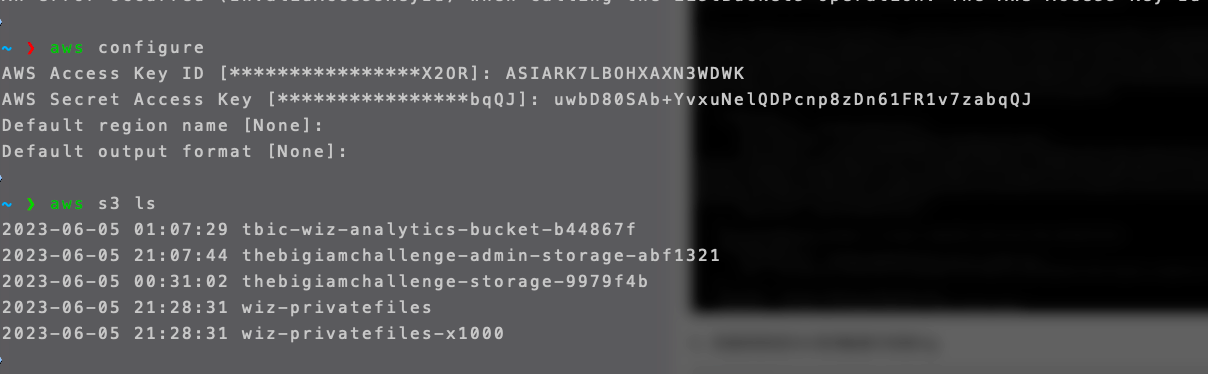 ~ ❯ aws configure
AWS Access Key ID [****************X2OR]: ASIARK7LBOHXAXN3WDWK
AWS Secret Access Key [****************bqQJ]: uwbD80SAb+YvxuNelQDPcnp8zDn61FR1v7zabqQJ
Default region name [None]:
Default output format [None]:
~ ❯ aws s3 ls
2023-06-05 01:07:29 tbic-wiz-analytics-bucket-b44867f
2023-06-05 21:07:44 thebigiamchallenge-admin-storage-abf1321
2023-06-05 00:31:02 thebigiamchallenge-storage-9979f4b
2023-06-05 21:28:31 wiz-privatefiles
2023-06-05 21:28:31 wiz-privatefiles-x1000